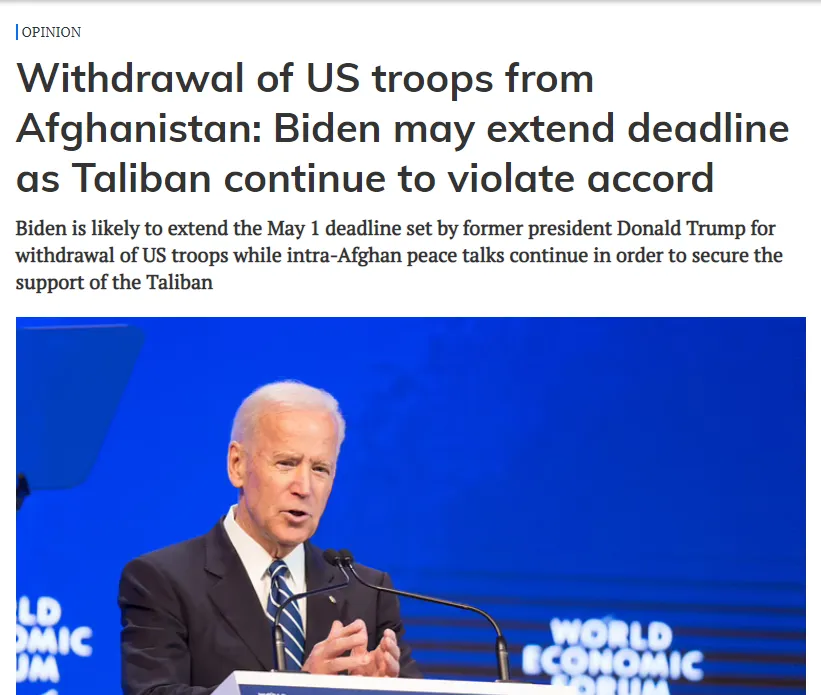 OPINION
Withdrawal of US troops from
Afghanistan: Biden may extend deadline
as Taliban continue to violate accord
Biden is likely to extend the May 1 deadline set by former president Donald Trump for
withdrawal of US troops while intra-Afghan peace talks continue in order to secure the
support of the Taliban
LD
OMIC
UM
WORLD
ECONOMIC
FORUM